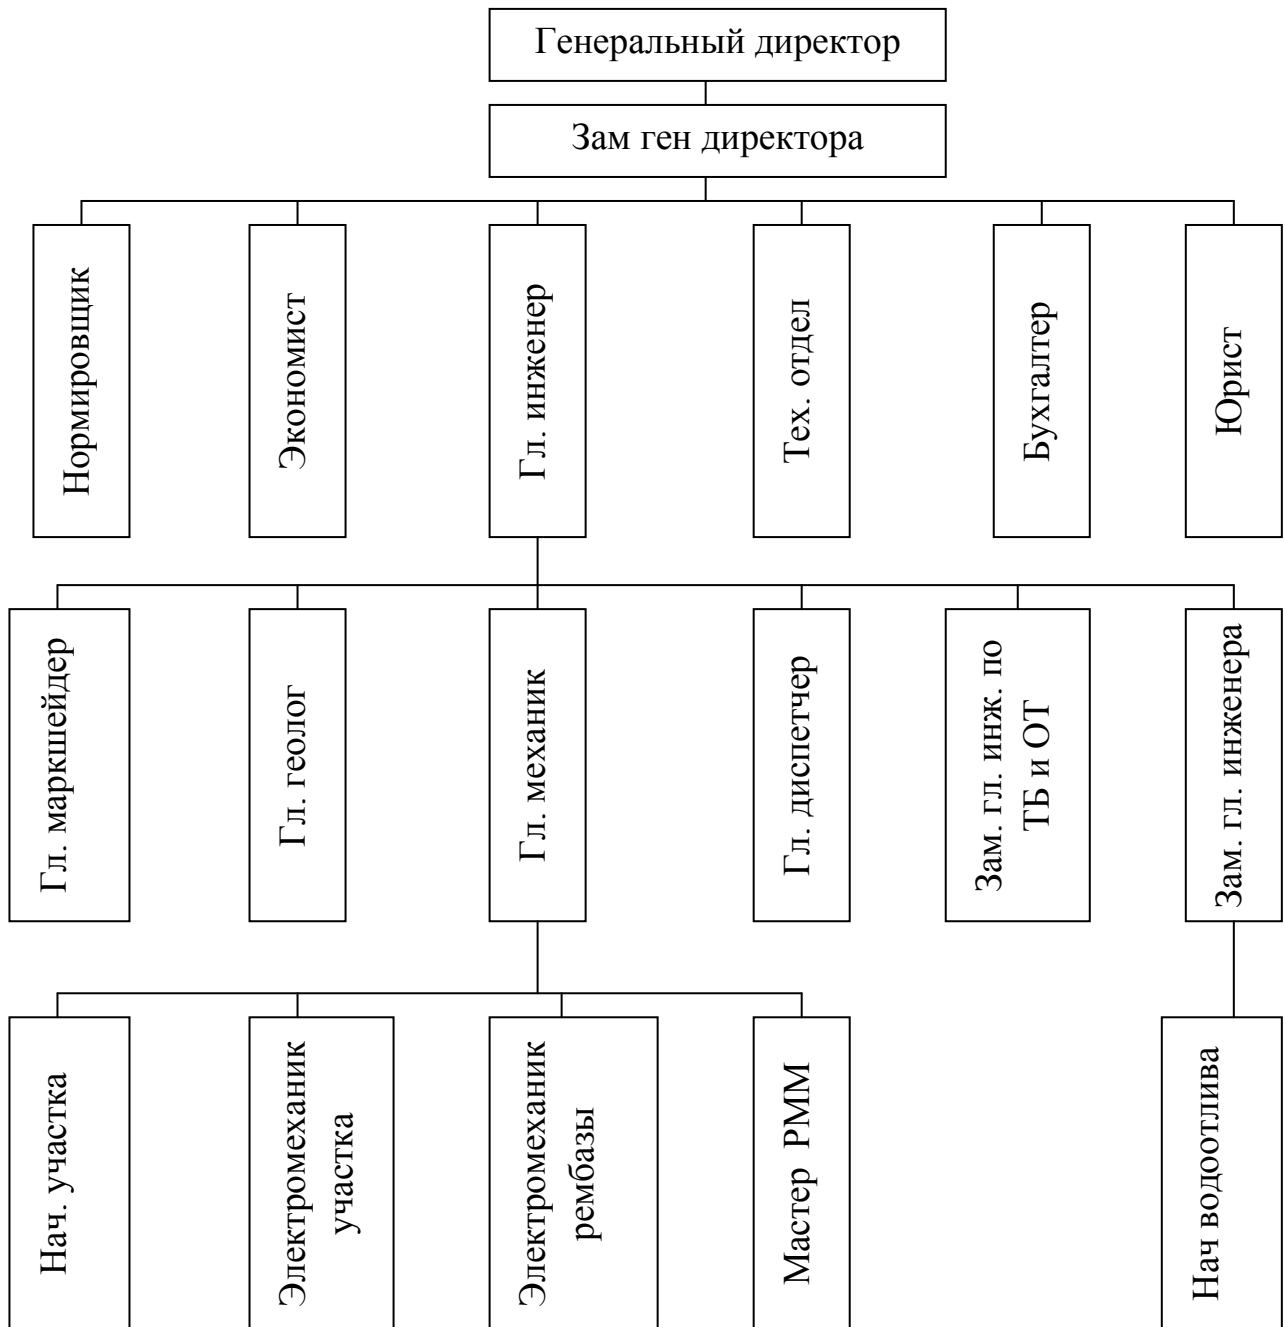 Генеральный директор
Зам ген директора
Нормировщик
Экономист
Гл. инженер
Тех. отдел
Бухгалтер
Юрист
Гл. маркшейдер
Гл. геолог
Гл. механик
Гл. диспетчер
Зам. гл. инж. по
ТБ и ОТ
Зам. гл. инженера
Нач. участка
Электромеханик
участка
Электромеханик
рембазы
Мастер РММ
Нач водоотлива